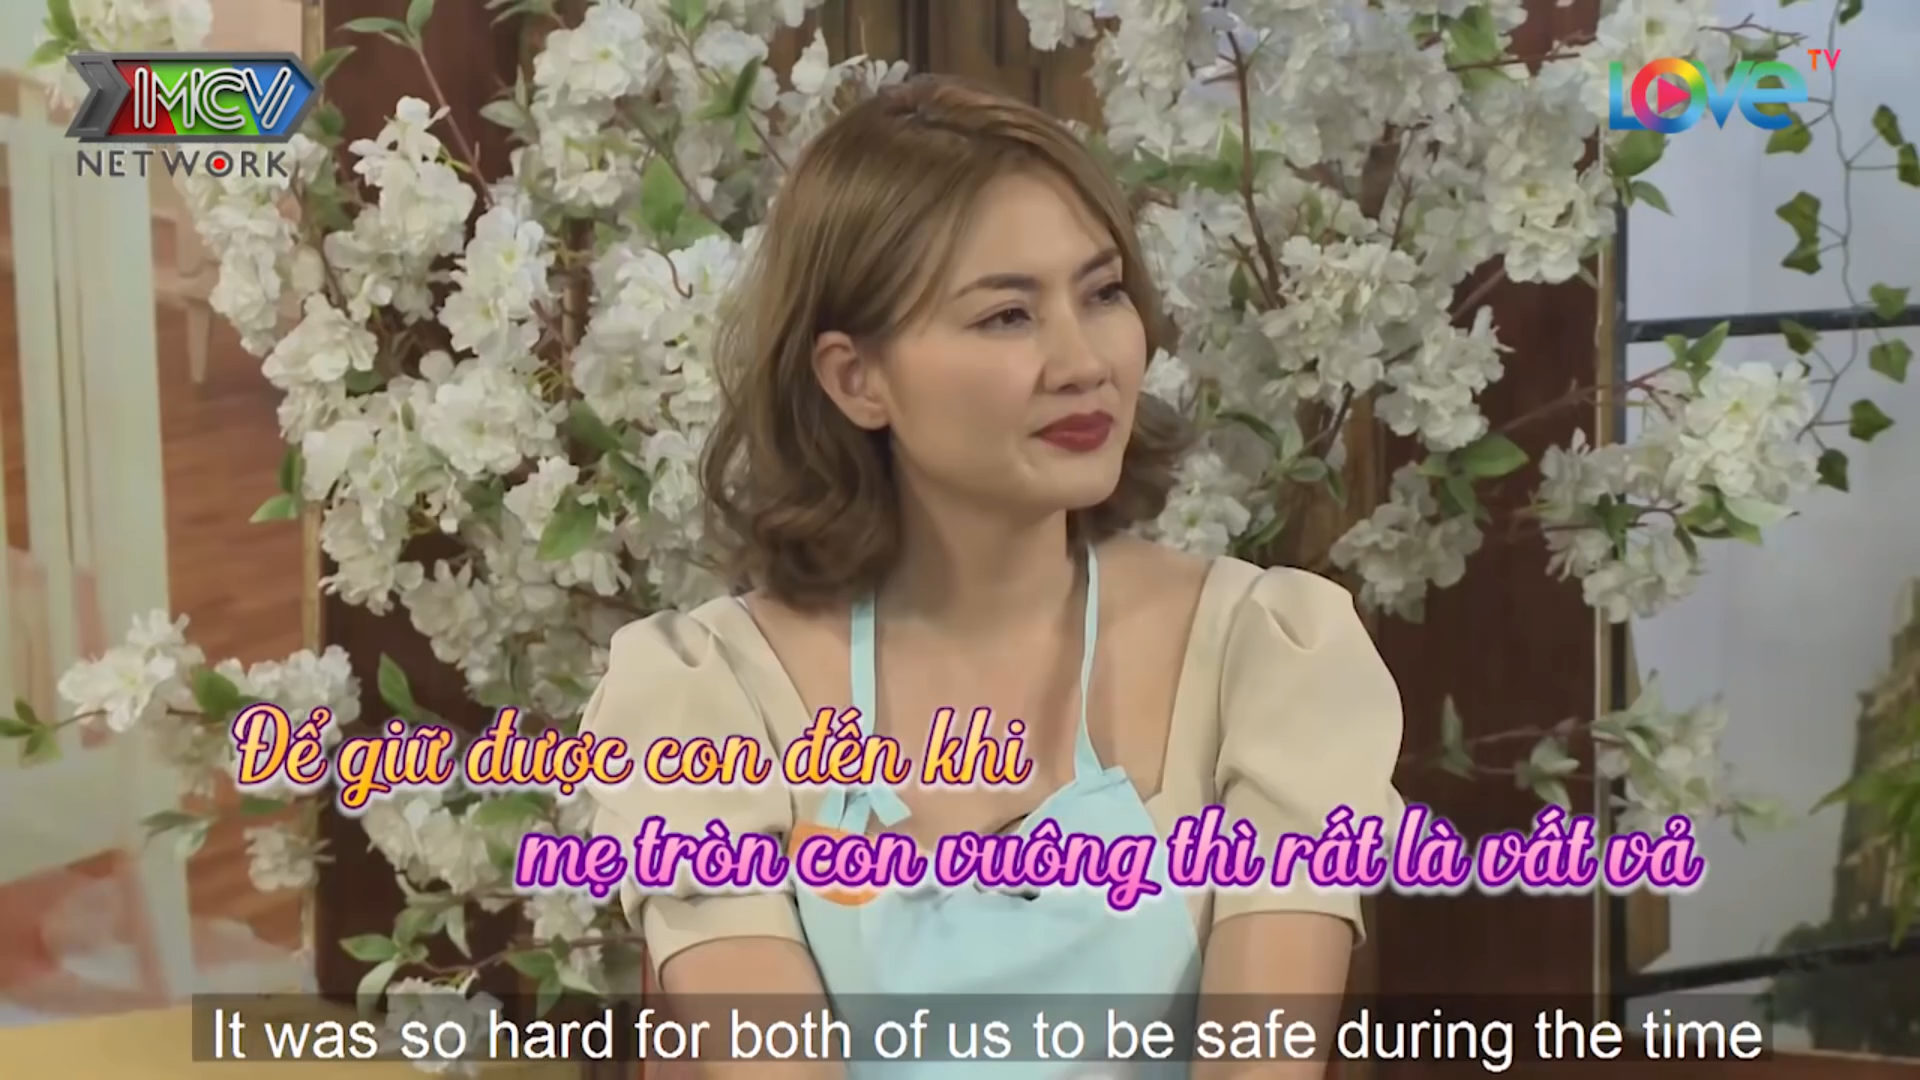 MCV
NETWORK
LOVE TV
Để giữ được con đến khi
mẹ tròn con vuông thì rất là vất vả
It was so hard for both of us to be safe during the time